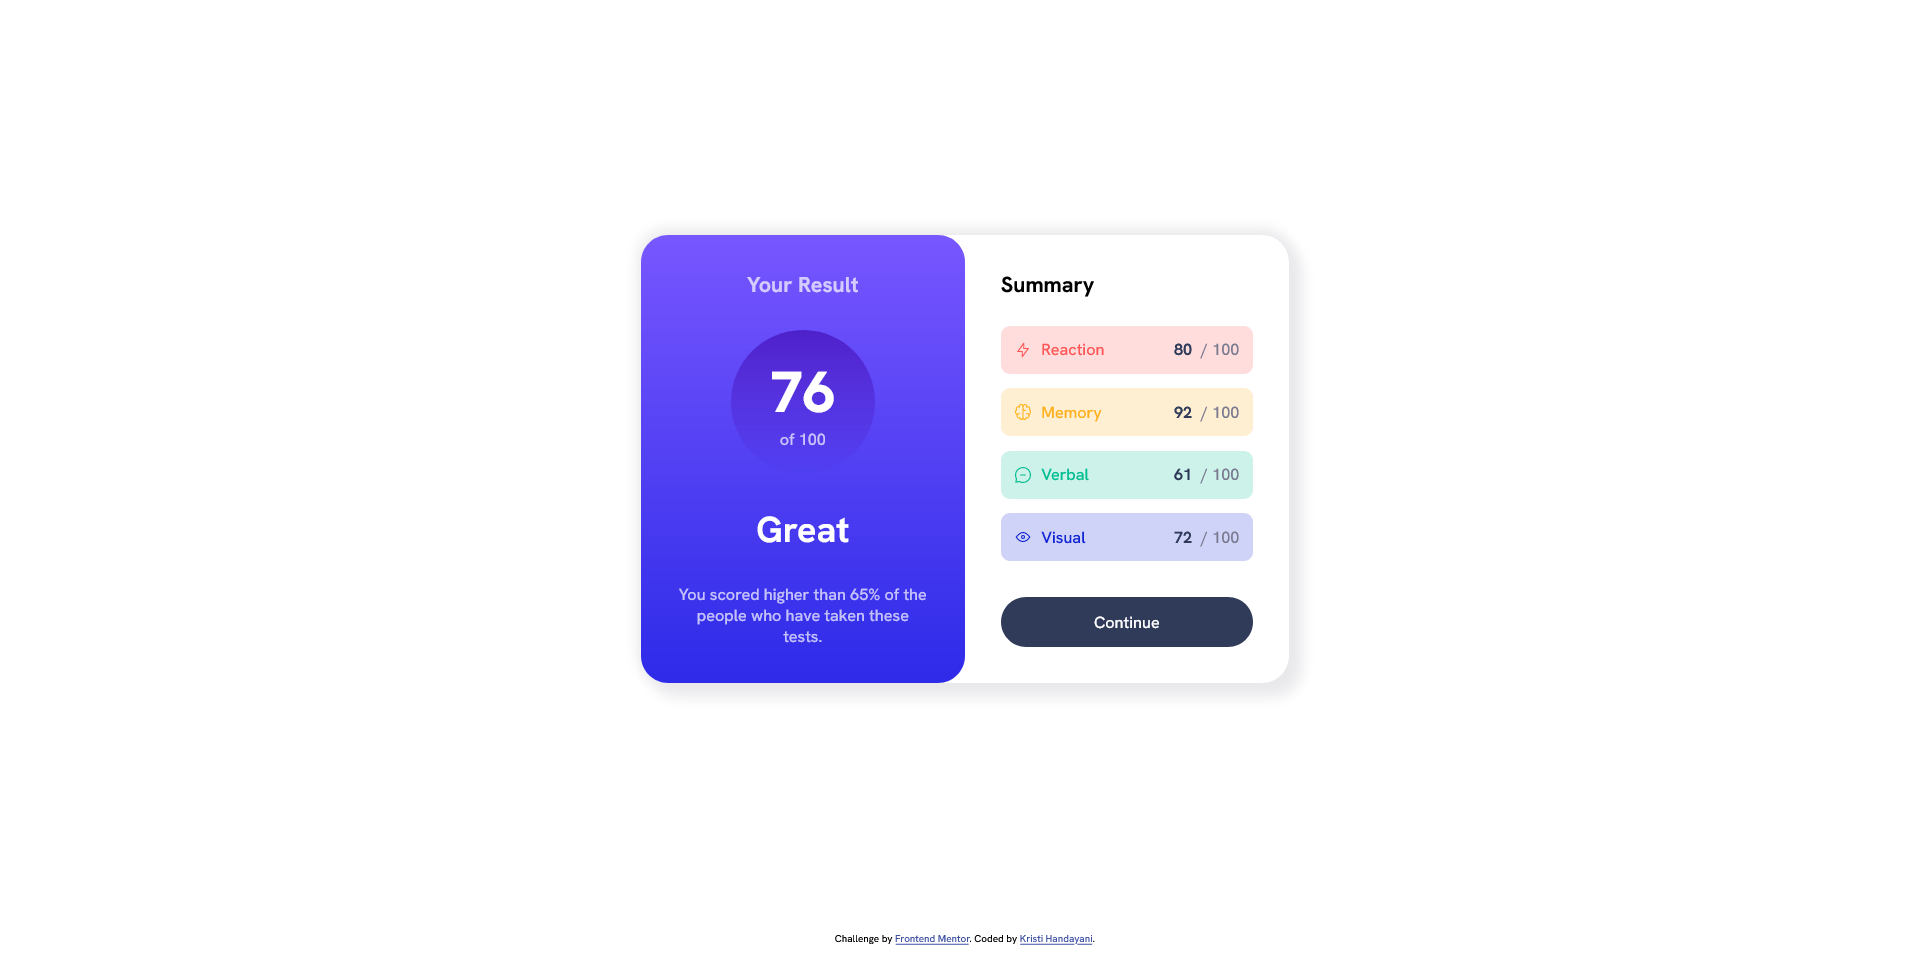 Your Result
76
of 100
Great
You scored higher than 65% of the
people who have taken these
tests.
Summary
Reaction 80 / 100
Memory 92 / 100
Verbal 61 / 100
Visual 72 / 100
Continue
Challenge by Frontend Mentor. Coded by Kristi Handayani.